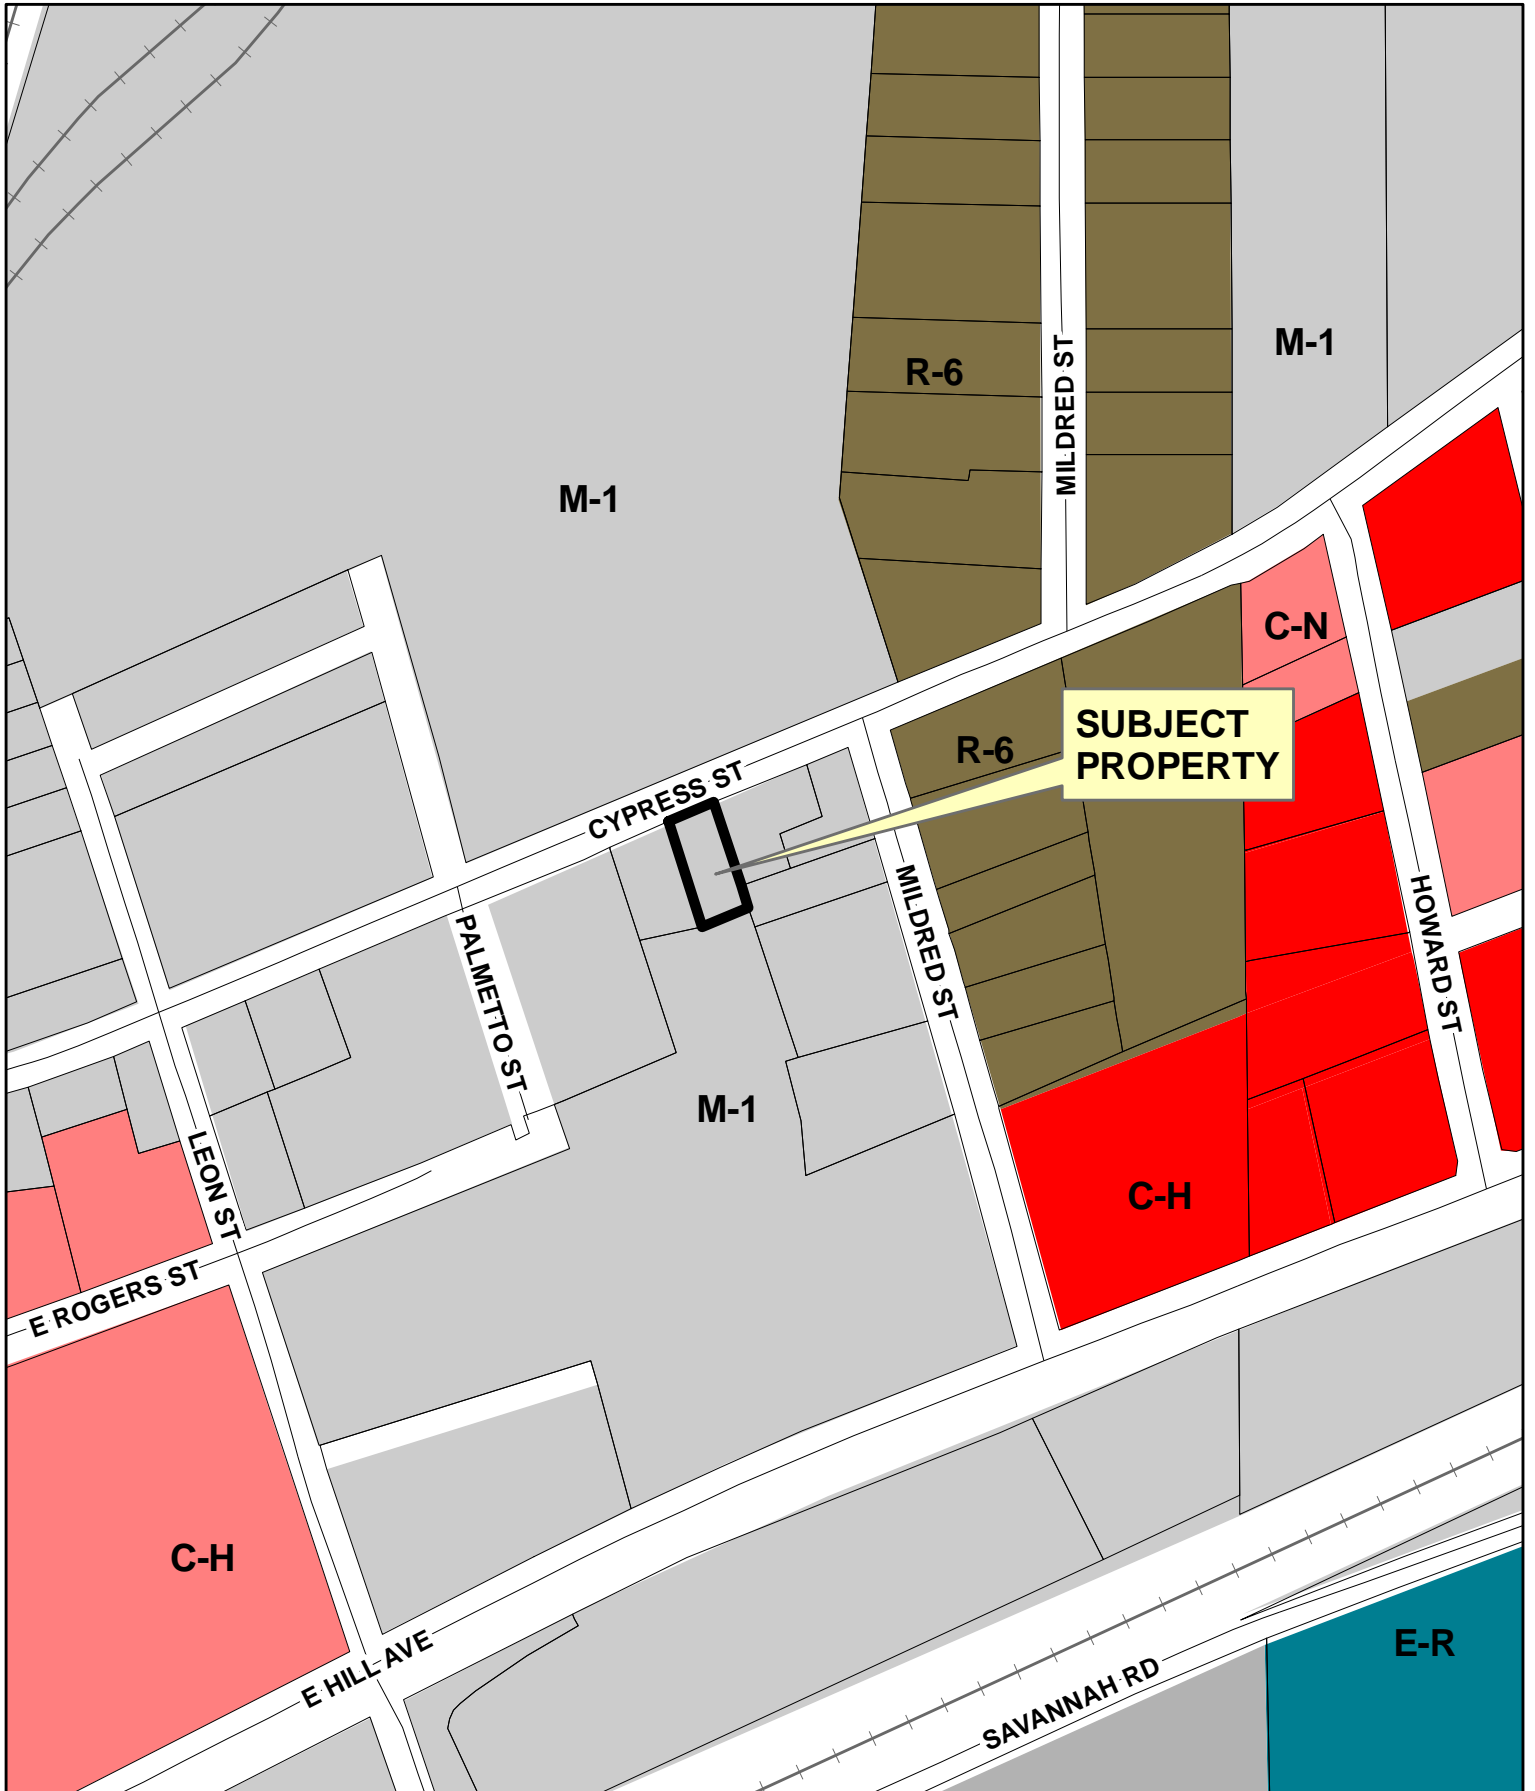 M-1
R-6
MILDRED ST
M-1
C-N
R-6
SUBJECT
PROPERTY
CYPRESS ST
MILDRED ST
HOWARD ST
PALMETTO ST
M-1
LEON ST
C-H
E ROGERS ST
C-H
E HILL AVE
SAVANNAH RD
E-R